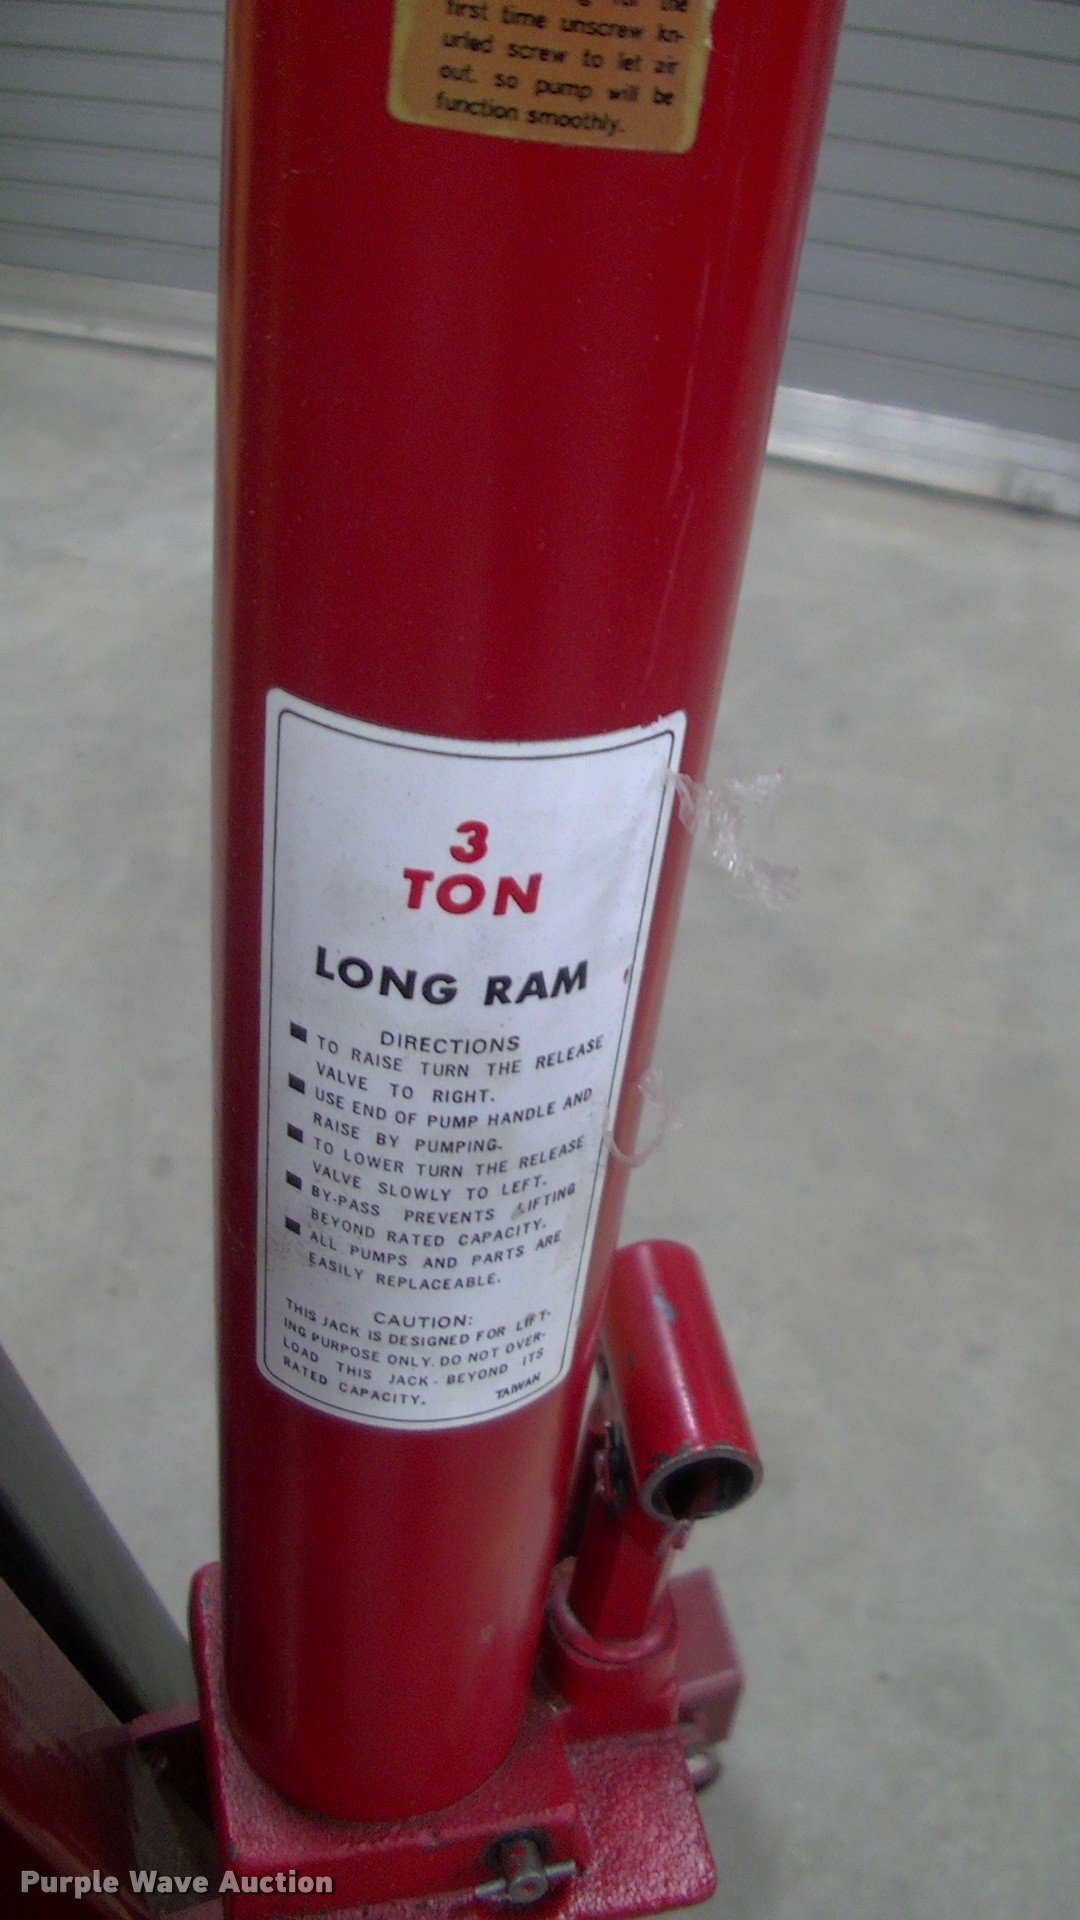 for the
first time unscrew kn-
urled screw to let air
out. so pump will be
function smoothly.
3
TON
LONG RAM
DIRECTIONS
■ TO RAISE TURN THE RELEASE
VALVE TO RIGHT.
■ USE END OF PUMP HANDLE AND
RAISE BY PUMPING.
■ TO LOWER TURN THE RELEASE
VALVE SLOWLY TO LEFT.
■ BY-PASS PREVENTS LIFTING
BEYOND RATED CAPACITY.
■ ALL PUMPS AND PARTS ARE
EASILY REPLACEABLE.
CAUTION:
THIS JACK IS DESIGNED FOR LIFT-
ING PURPOSE ONLY. DO NOT OVER-
LOAD THIS JACK - BEYOND ITS
RATED CAPACITY. TAIWAN
Purple Wave Auction